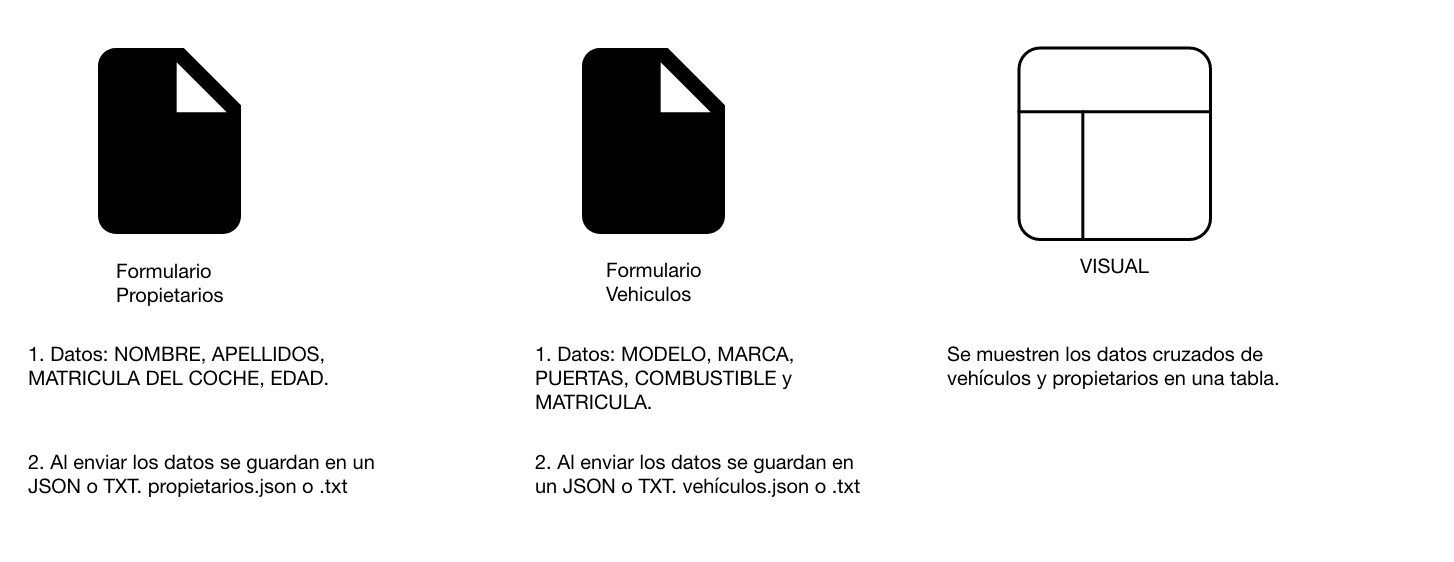 Formulario
Propietarios
1. Datos: NOMBRE, APELLIDOS,
MATRICULA DEL COCHE, EDAD.
2. Al enviar los datos se guardan en un
JSON o TXT. propietarios.json o .txt
Formulario
Vehiculos
1. Datos: MODELO, MARCA,
PUERTAS, COMBUSTIBLE y
MATRICULA.
2. Al enviar los datos se guardan en
un JSON o TXT. vehículos.json o .txt
VISUAL
Se muestren los datos cruzados de
vehículos y propietarios en una tabla.